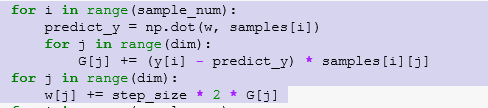 for i in range(sample_num):
    predict_y = np.dot(w, samples[i])
    for j in range(dim):
        G[j] += (y[i] - predict_y) * samples[i][j]
for j in range(dim):
    w[j] += step_size * 2 * G[j]